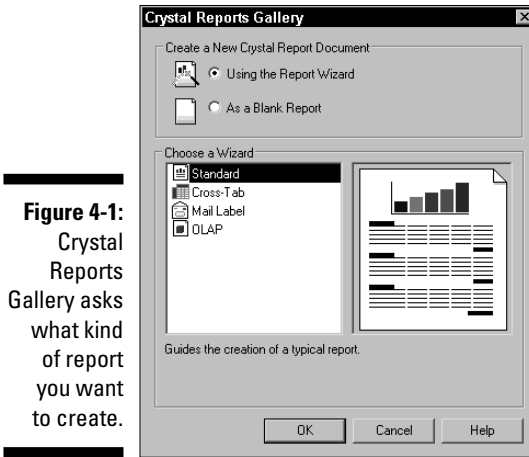 Crystal Reports Gallery
Create a New Crystal Report Document
Using the Report Wizard
As a Blank Report
Choose a Wizard
Standard
Cross-Tab
Mail Label
OLAP
Guides the creation of a typical report.
OK Cancel Help
Figure 4-1:
Crystal
Reports
Gallery asks
what kind
of report
you want
to create.